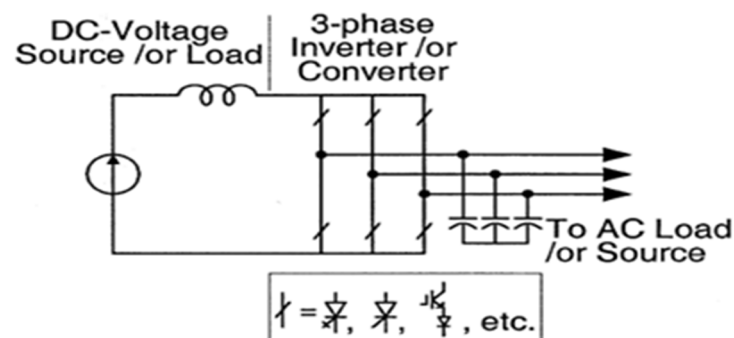 DC-Voltage
Source /or Load
3-phase
Inverter /or
Converter
To AC Load
/or Source
= , , , etc.